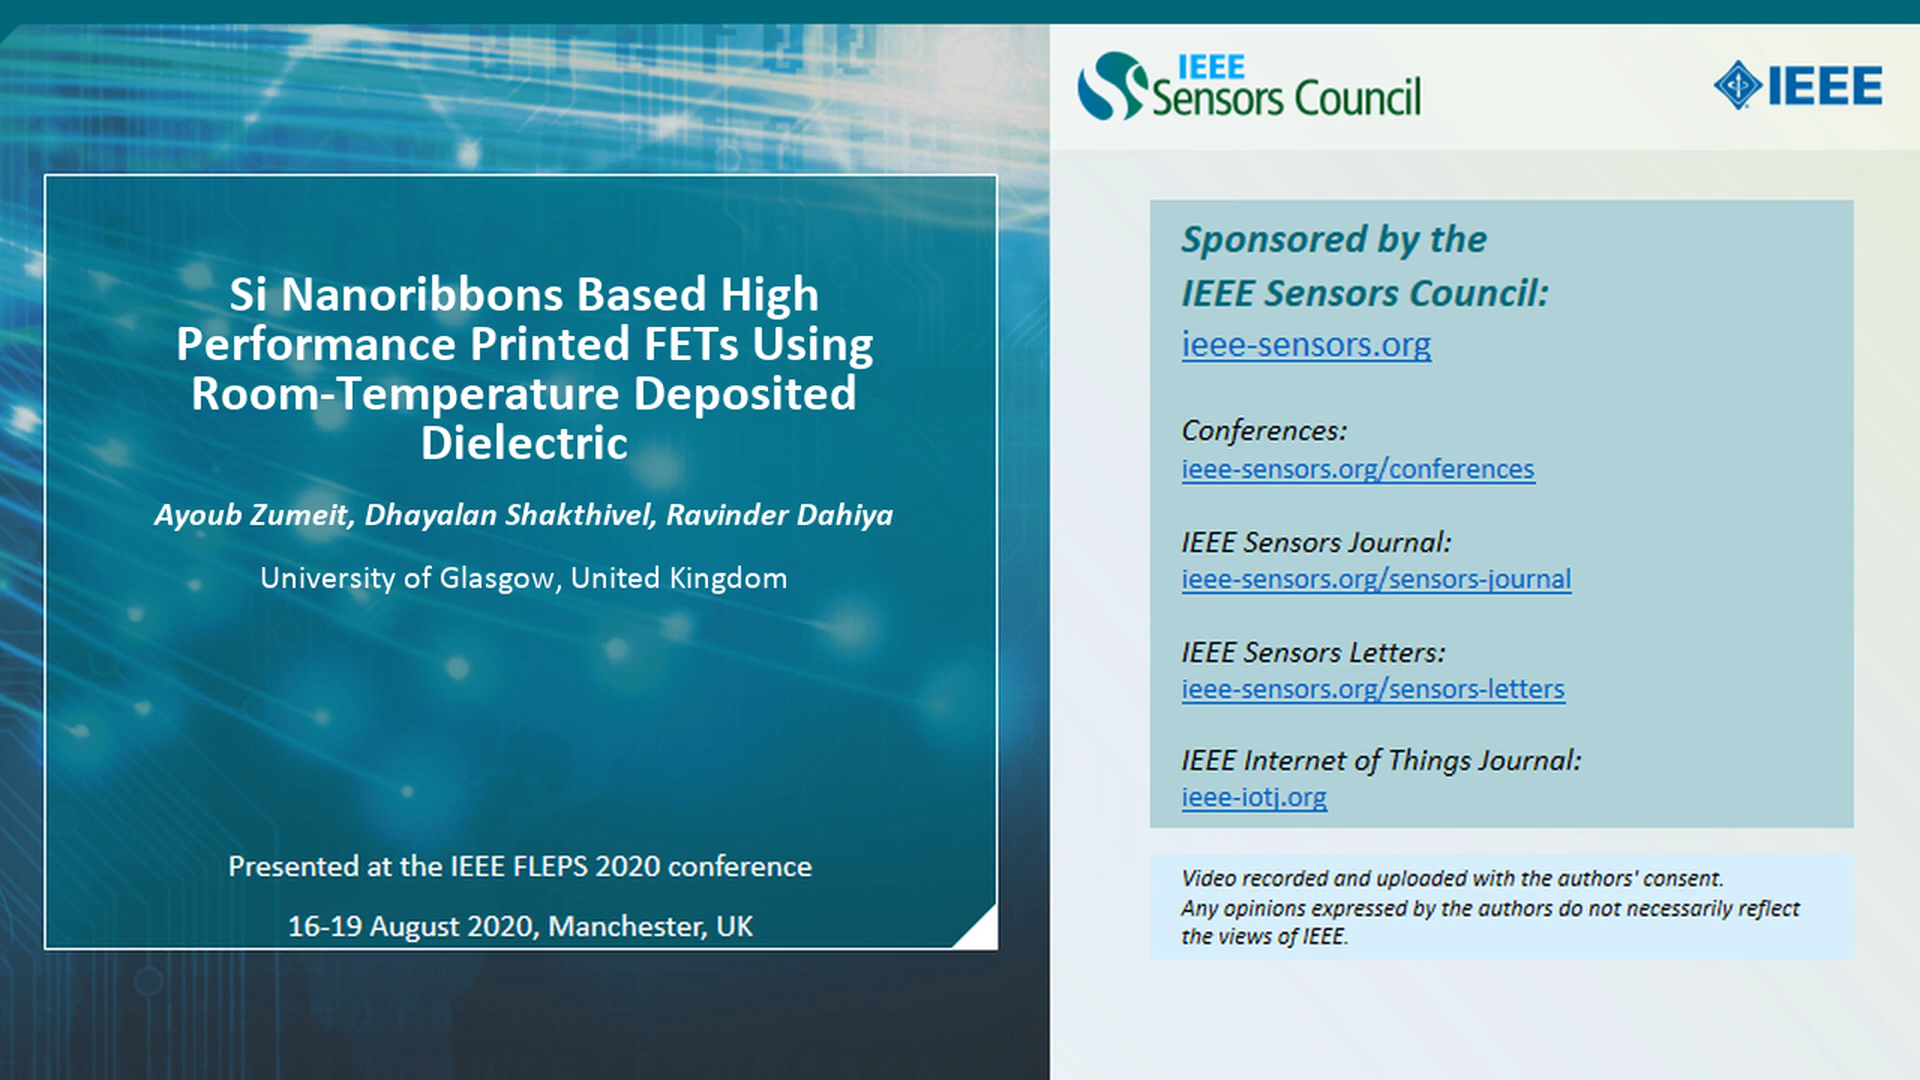 Si Nanoribbons Based High
Performance Printed FETs Using
Room-Temperature Deposited
Dielectric
Ayoub Zumeit, Dhayalan Shakthivel, Ravinder Dahiya
University of Glasgow, United Kingdom
Presented at the IEEE FLEPS 2020 conference
16-19 August 2020, Manchester, UK
IEEE
Sensors Council
IEEE
Sponsored by the
IEEE Sensors Council:
ieee-sensors.org
Conferences:
ieee-sensors.org/conferences
IEEE Sensors Journal:
ieee-sensors.org/sensors-journal
IEEE Sensors Letters:
ieee-sensors.org/sensors-letters
IEEE Internet of Things Journal:
ieee-iotj.org
Video recorded and uploaded with the authors' consent.
Any opinions expressed by the authors do not necessarily reflect
the views of IEEE.